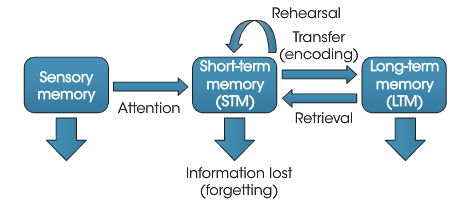 Rehearsal
Transfer
(encoding)
Sensory
memory
Attention
Short-term
memory
(STM)
Long-term
memory
(LTM)
Retrieval
Information lost
(forgetting)